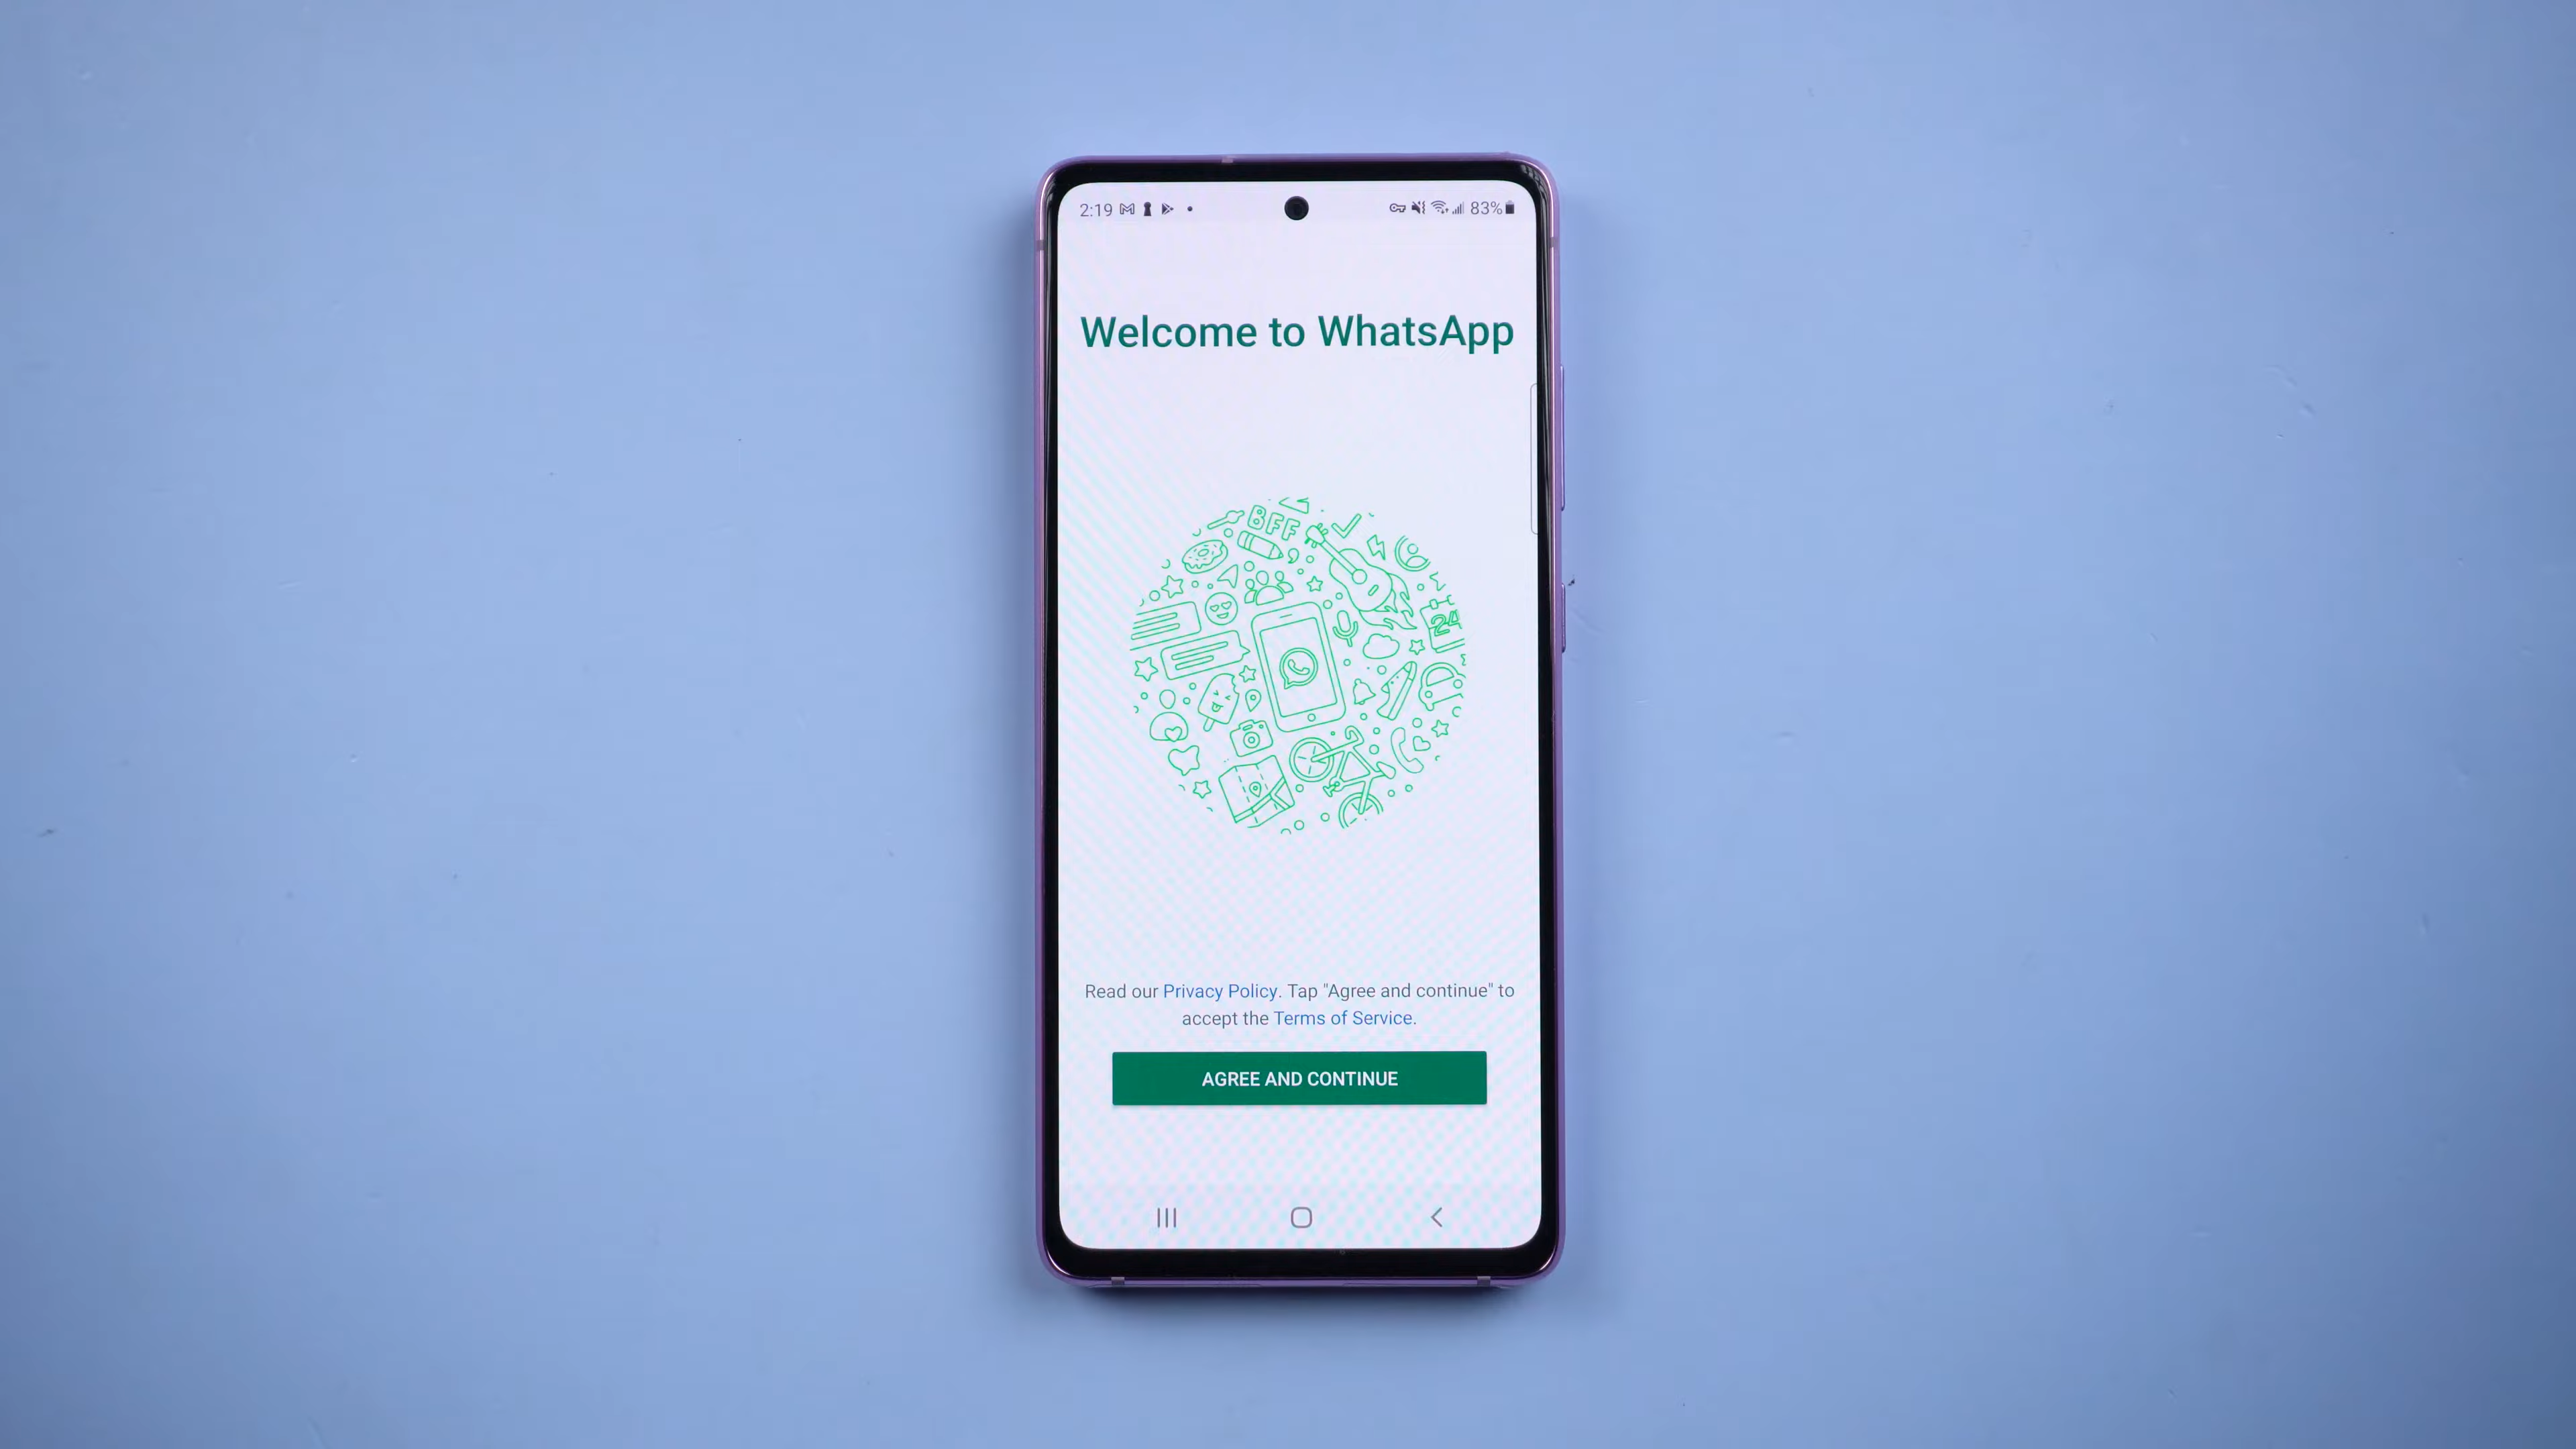 2:19
83%
Welcome to WhatsApp
BFF
24
Read our Privacy Policy. Tap "Agree and continue" to
accept the Terms of Service.
AGREE AND CONTINUE